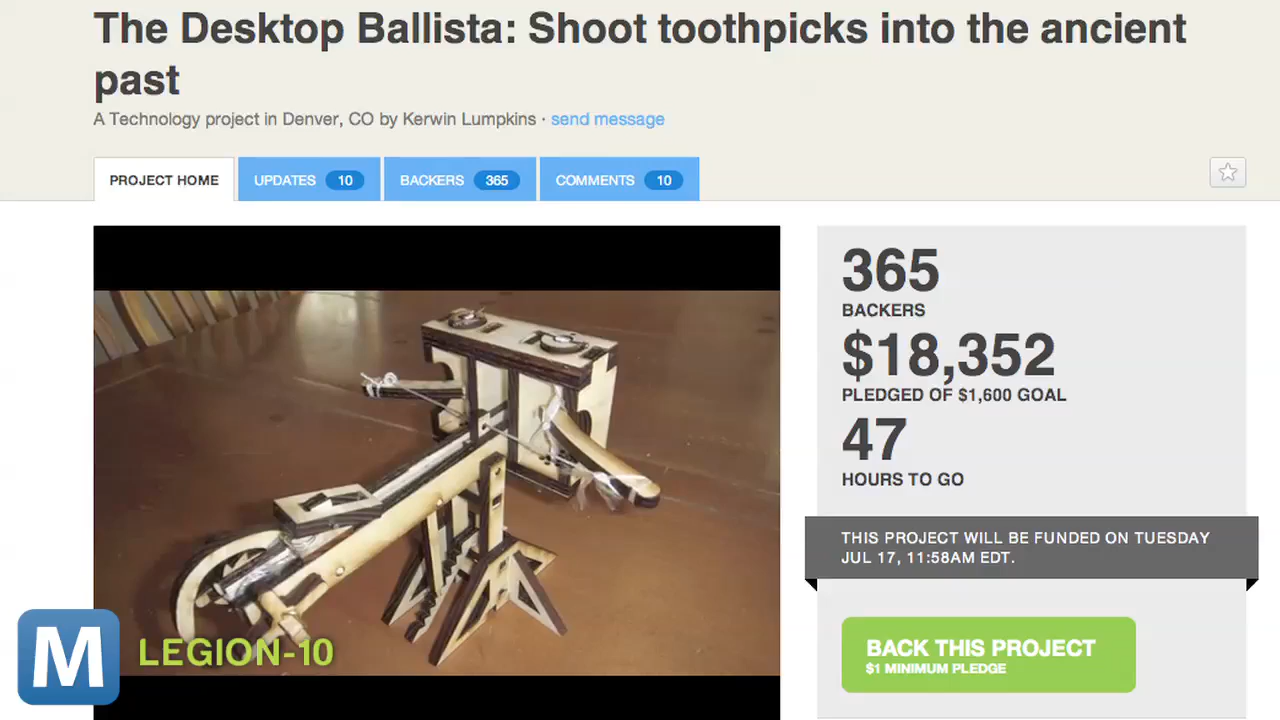 The Desktop Ballista: Shoot toothpicks into the ancient
past
A Technology project in Denver, CO by Kerwin Lumpkins · send message
PROJECT HOME UPDATES 10 BACKERS 365 COMMENTS 10
365
BACKERS
$18,352
PLEDGED OF $1,600 GOAL
47
HOURS TO GO
THIS PROJECT WILL BE FUNDED ON TUESDAY
JUL 17, 11:58AM EDT.
BACK THIS PROJECT
$1 MINIMUM PLEDGE
M LEGION-10